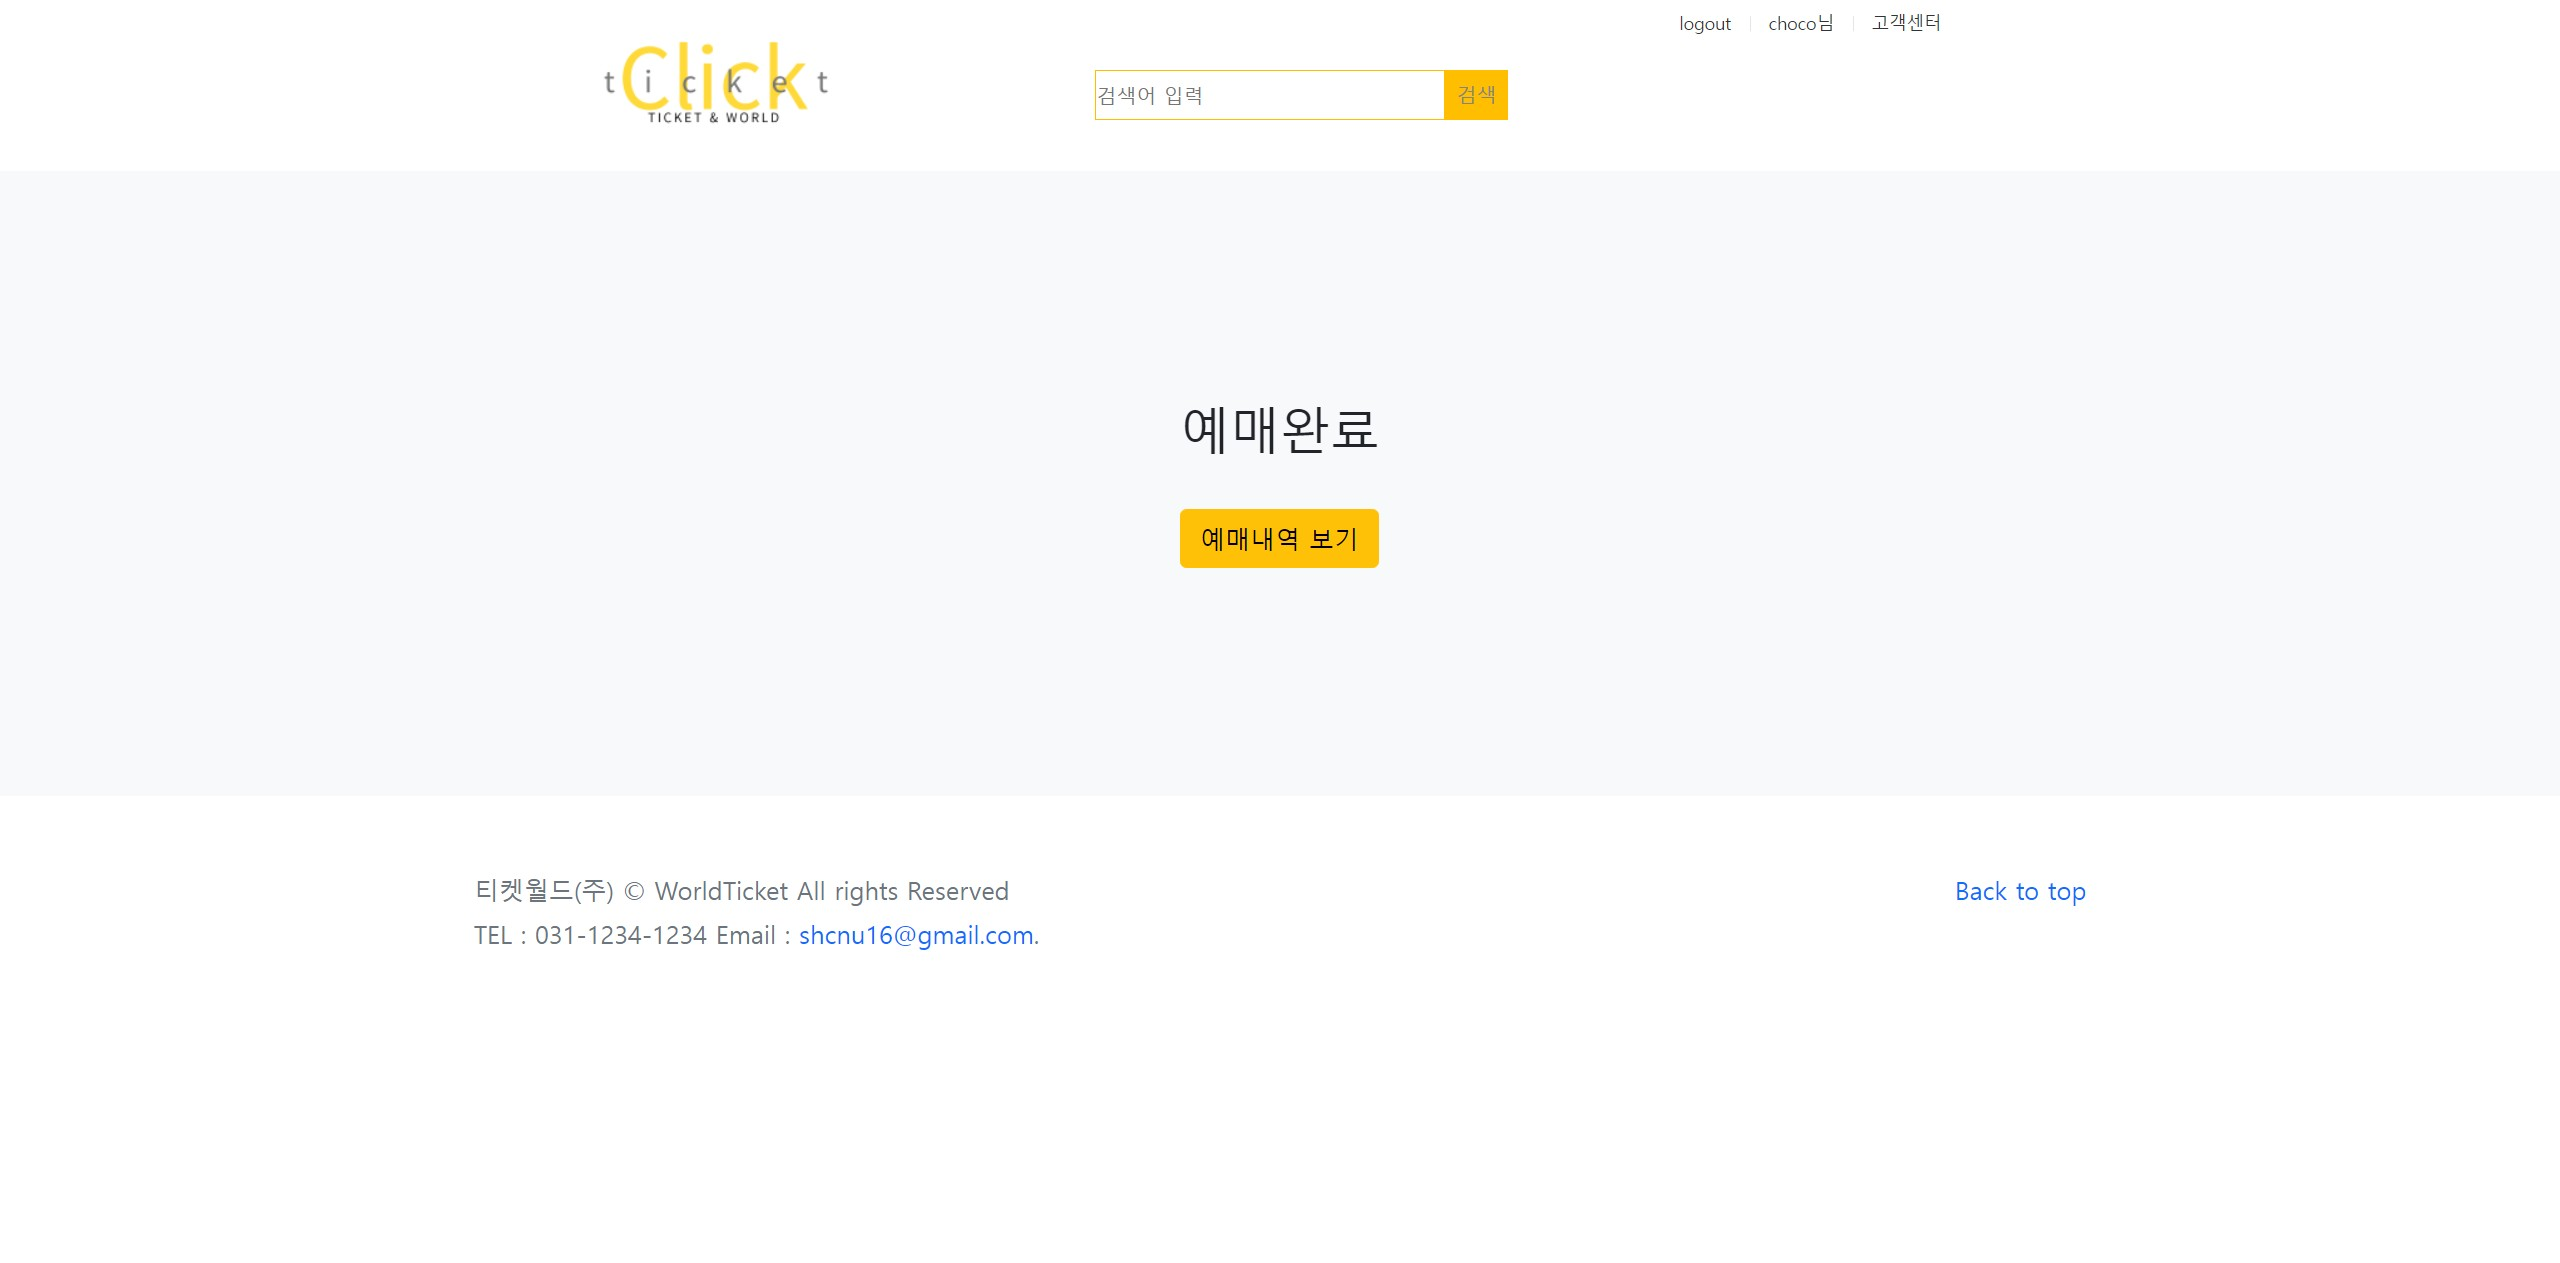 logout choco님 고객센터
Click
ticket
TICKET & WORLD
검색어 입력 검색
예매완료
예매내역 보기
티켓월드(주) © WorldTicket All rights Reserved Back to top
TEL : 031-1234-1234 Email : shcnu16@gmail.com.